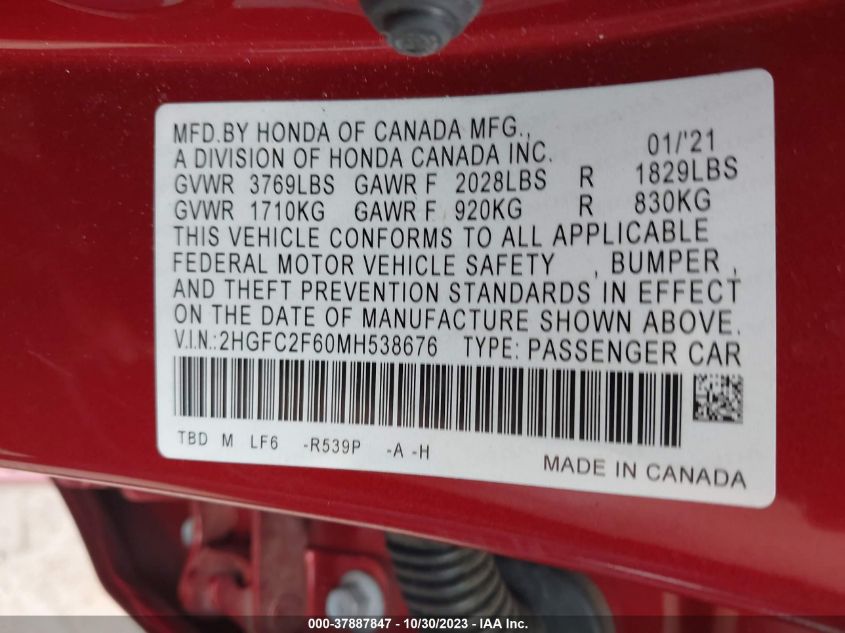 MFD.BY HONDA OF CANADA MFG.,
A DIVISION OF HONDA CANADA INC. 01/'21
GVWR 3769LBS GAWR F 2028LBS R 1829LBS
GVWR 1710KG GAWR F 920KG R 830KG
THIS VEHICLE CONFORMS TO ALL APPLICABLE
FEDERAL MOTOR VEHICLE SAFETY , BUMPER ,
AND THEFT PREVENTION STANDARDS IN EFFECT
ON THE DATE OF MANUFACTURE SHOWN ABOVE.
V.I.N.:2HGFC2F60MH538676 TYPE: PASSENGER CAR
TBD M LF6 -R539P -A -H
MADE IN CANADA
000-37887847 - 10/30/2023 - IAA Inc.